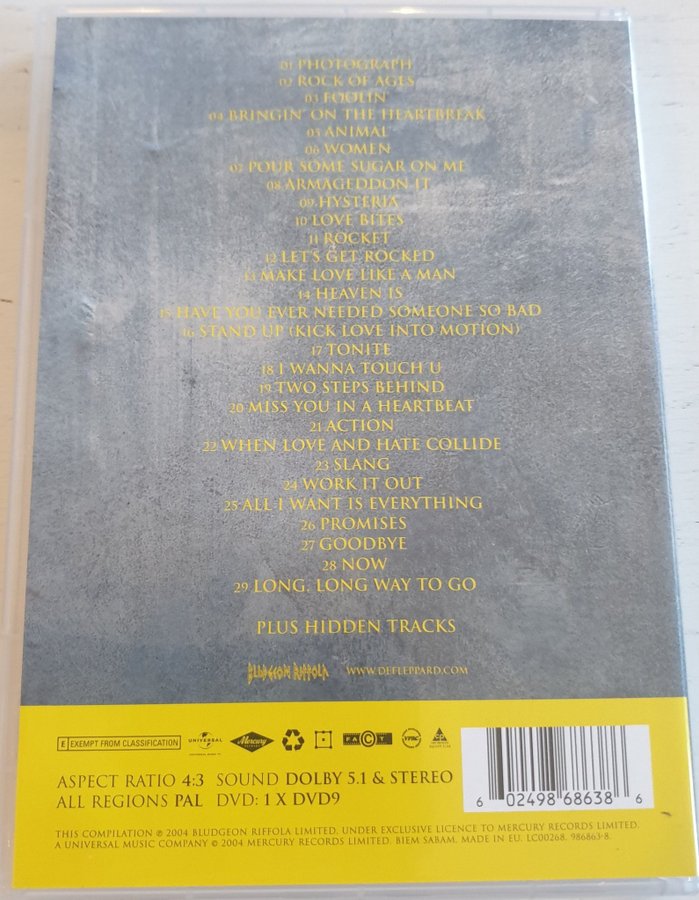 01 PHOTOGRAPH
02 ROCK OF AGES
03 FOOLIN'
04 BRINGIN' ON THE HEARTBREAK
05 ANIMAL
06 WOMEN
07 POUR SOME SUGAR ON ME
08 ARMAGEDDON IT
09 HYSTERIA
10 LOVE BITES
11 ROCKET
12 LET'S GET ROCKED
13 MAKE LOVE LIKE A MAN
14 HEAVEN IS
15 HAVE YOU EVER NEEDED SOMEONE SO BAD
16 STAND UP (KICK LOVE INTO MOTION)
17 TONITE
18 I WANNA TOUCH U
19 TWO STEPS BEHIND
20 MISS YOU IN A HEARTBEAT
21 ACTION
22 WHEN LOVE AND HATE COLLIDE
23 SLANG
24 WORK IT OUT
25 ALL I WANT IS EVERYTHING
26 PROMISES
27 GOODBYE
28 NOW
29 LONG, LONG WAY TO GO
PLUS HIDDEN TRACKS
BLUDGEON RIFFOLA WWW.DEFLEPPARD.COM
E EXEMPT FROM CLASSIFICATION UNIVERSAL Mercury FACT
ASPECT RATIO 4:3 SOUND DOLBY 5.1 & STEREO
ALL REGIONS PAL DVD: 1 X DVD9
6 02498 68638 6
THIS COMPILATION ℗ 2004 BLUDGEON RIFFOLA LIMITED. UNDER EXCLUSIVE LICENCE TO MERCURY RECORDS LIMITED.
A UNIVERSAL MUSIC COMPANY © 2004 MERCURY RECORDS LIMITED. BIEM SABAM. MADE IN EU. LC00268. 986863-8.